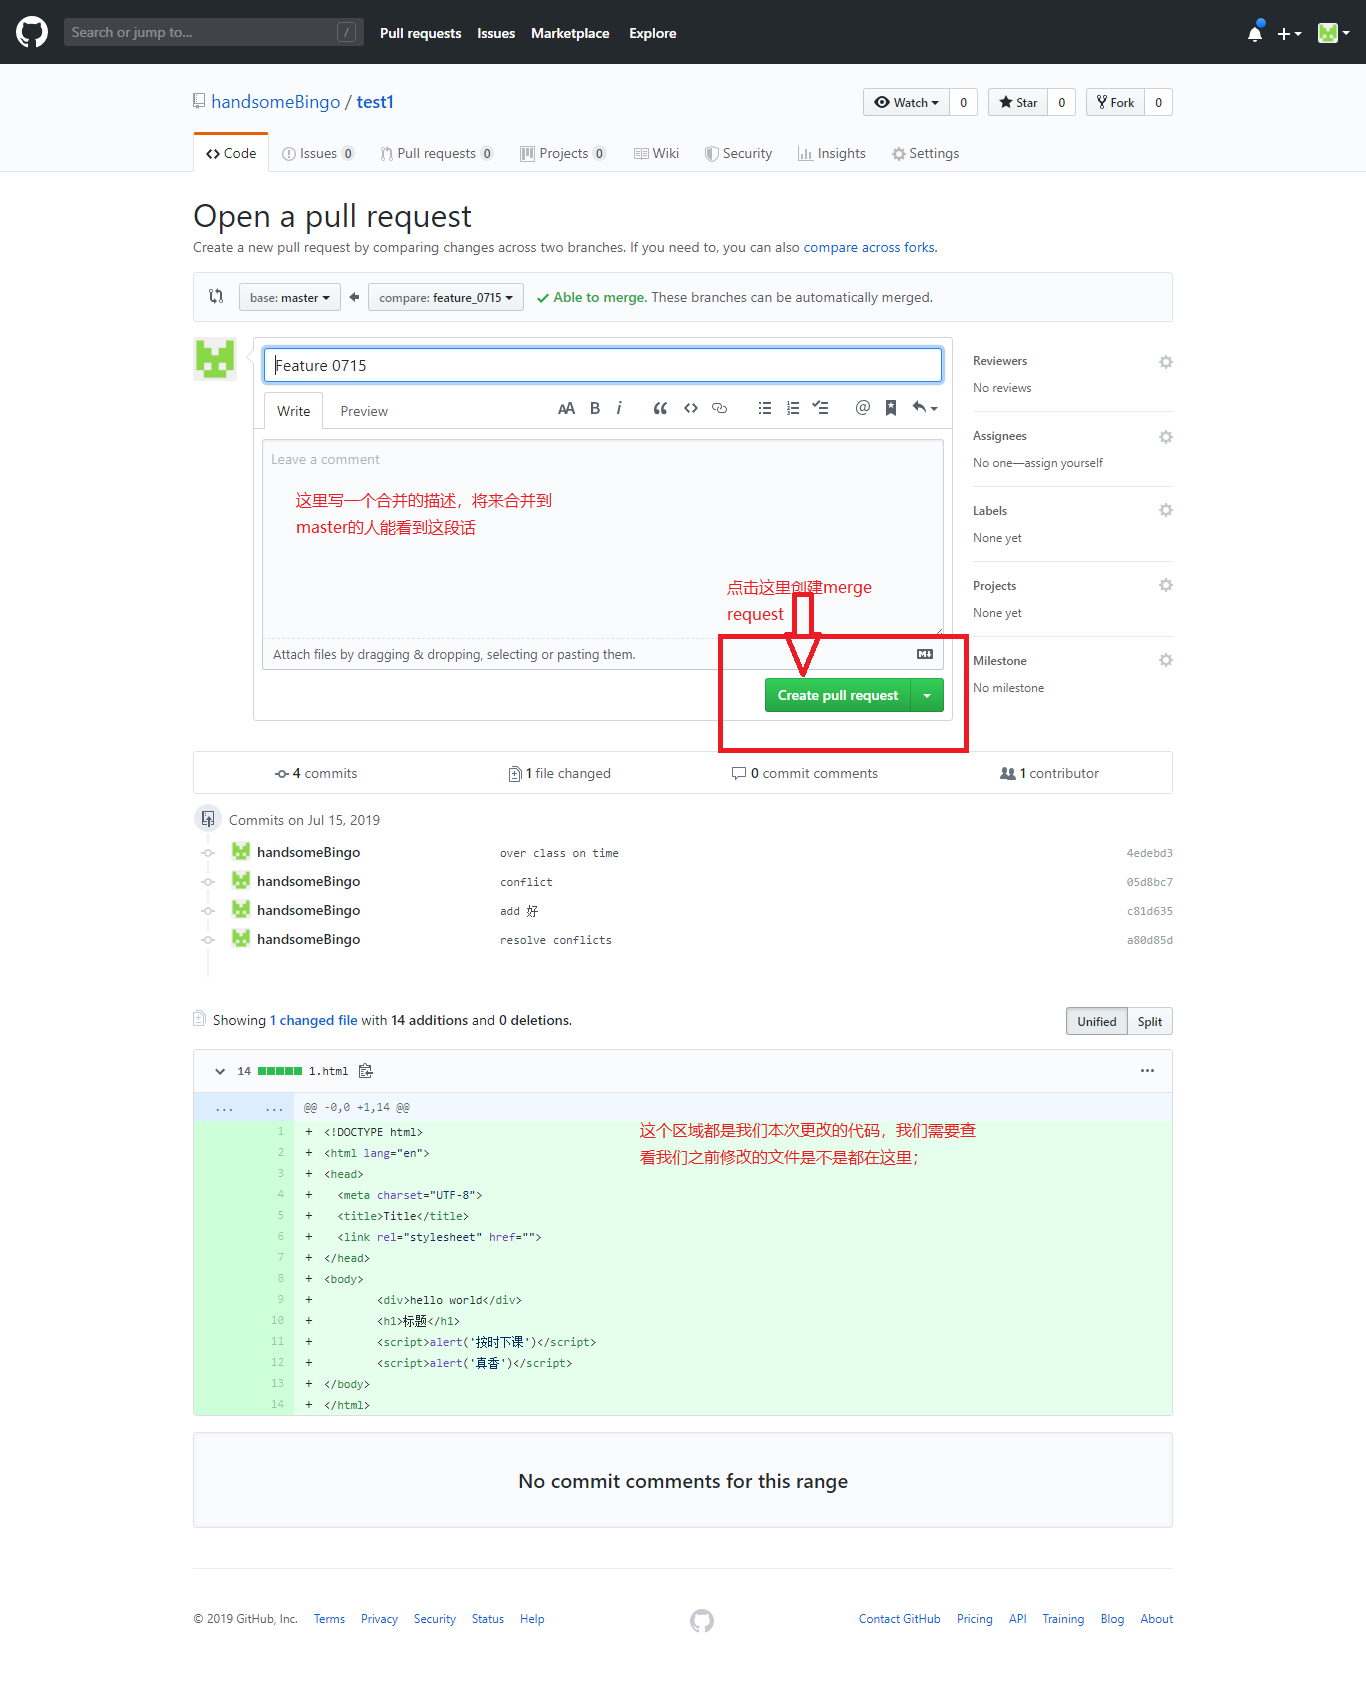 Search or jump to... /
Pull requests Issues Marketplace Explore
handsomeBingo / test1
Watch 0 Star 0 Fork 0
Code Issues 0 Pull requests 0 Projects 0 Wiki Security Insights Settings
Open a pull request
Create a new pull request by comparing changes across two branches. If you need to, you can also compare across forks.
base: master compare: feature_0715 Able to merge. These branches can be automatically merged.
Feature 0715
Write Preview AA B i
Leave a comment
这里写一个合并的描述，将来合并到
master的人能看到这段话
点击这里创建merge
request
Attach files by dragging & dropping, selecting or pasting them.
Create pull request
Reviewers
No reviews
Assignees
No one—assign yourself
Labels
None yet
Projects
None yet
Milestone
No milestone
4 commits 1 file changed 0 commit comments 1 contributor
Commits on Jul 15, 2019
handsomeBingo over class on time 4edebd3
handsomeBingo conflict 05d8bc7
handsomeBingo add 好 c81d635
handsomeBingo resolve conflicts a80d85d
Showing 1 changed file with 14 additions and 0 deletions.
Unified Split
14 1.html
... ... @@ -0,0 +1,14 @@
1 + <!DOCTYPE html>
2 + <html lang="en">
3 + <head>
4 + <meta charset="UTF-8">
5 + <title>Title</title>
6 + <link rel="stylesheet" href="">
7 + </head>
8 + <body>
9 + <div>hello world</div>
10 + <h1>标题</h1>
11 + <script>alert('按时下课')</script>
12 + <script>alert('真香')</script>
13 + </body>
14 + </html>
这个区域都是我们本次更改的代码，我们需要查
看我们之前修改的文件是不是都在这里；
No commit comments for this range
© 2019 GitHub, Inc. Terms Privacy Security Status Help
Contact GitHub Pricing API Training Blog About